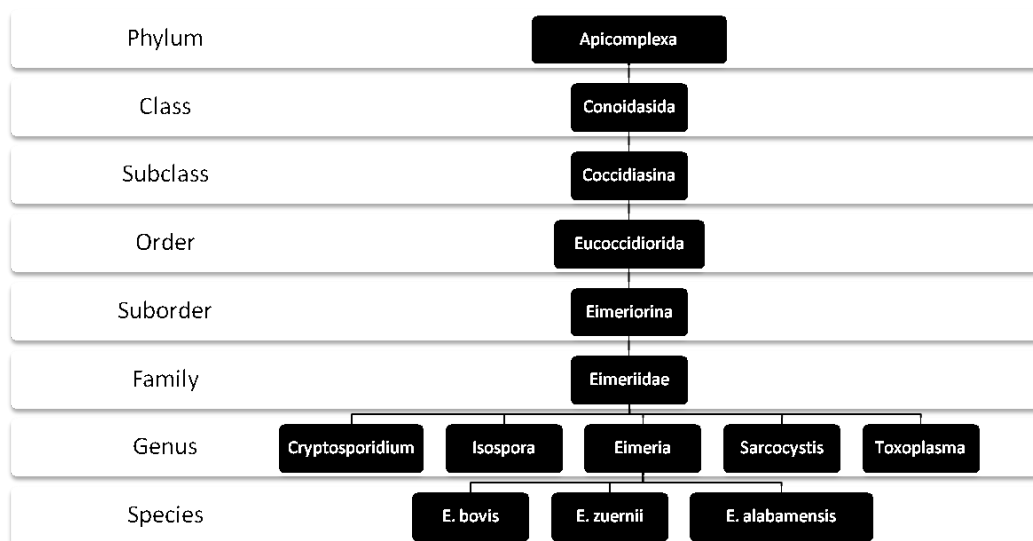 Phylum Apicomplexa
Class Conoidasida
Subclass Coccidiasina
Order Eucoccidiorida
Suborder Eimeriorina
Family Eimeriidae
Genus Cryptosporidium Isospora Eimeria Sarcocystis Toxoplasma
Species E. bovis E. zuernii E. alabamensis